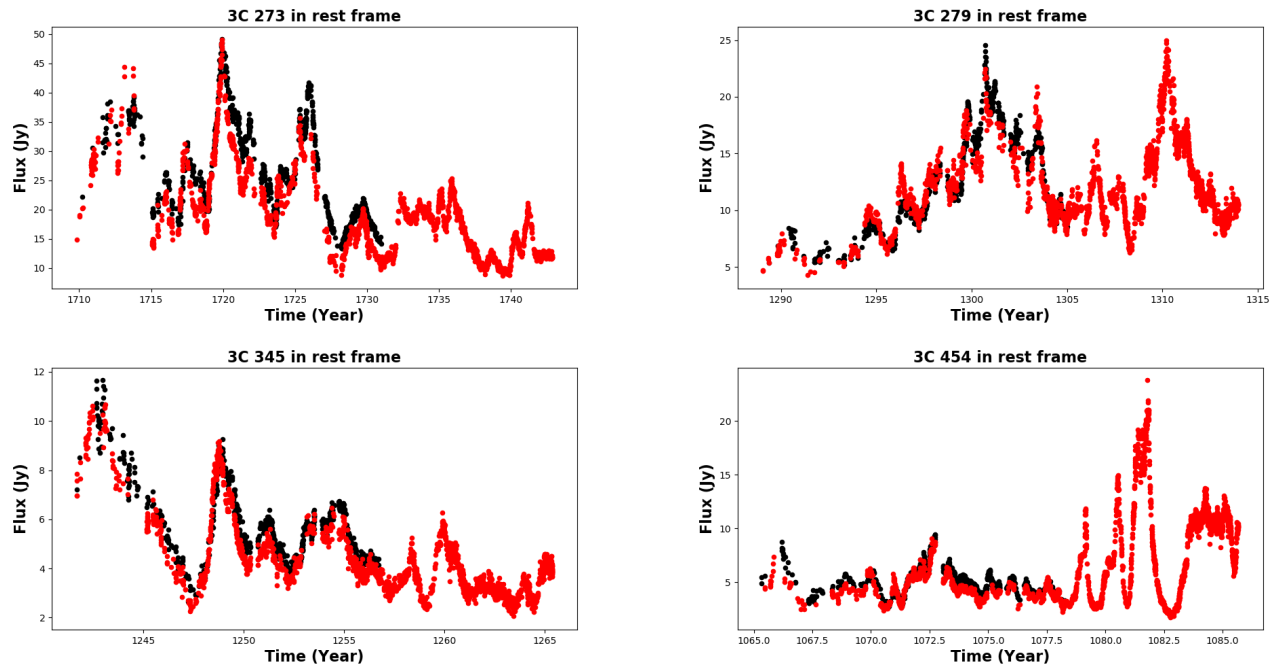 3C 273 in rest frame
50
45
40
35
30
25
20
15
10
Flux (Jy)
1710 1715 1720 1725 1730 1735 1740
Time (Year)
3C 279 in rest frame
25
20
15
10
5
Flux (Jy)
1290 1295 1300 1305 1310 1315
Time (Year)
3C 345 in rest frame
12
10
8
6
4
2
Flux (Jy)
1245 1250 1255 1260 1265
Time (Year)
3C 454 in rest frame
20
15
10
5
Flux (Jy)
1065.0 1067.5 1070.0 1072.5 1075.0 1077.5 1080.0 1082.5 1085.0
Time (Year)